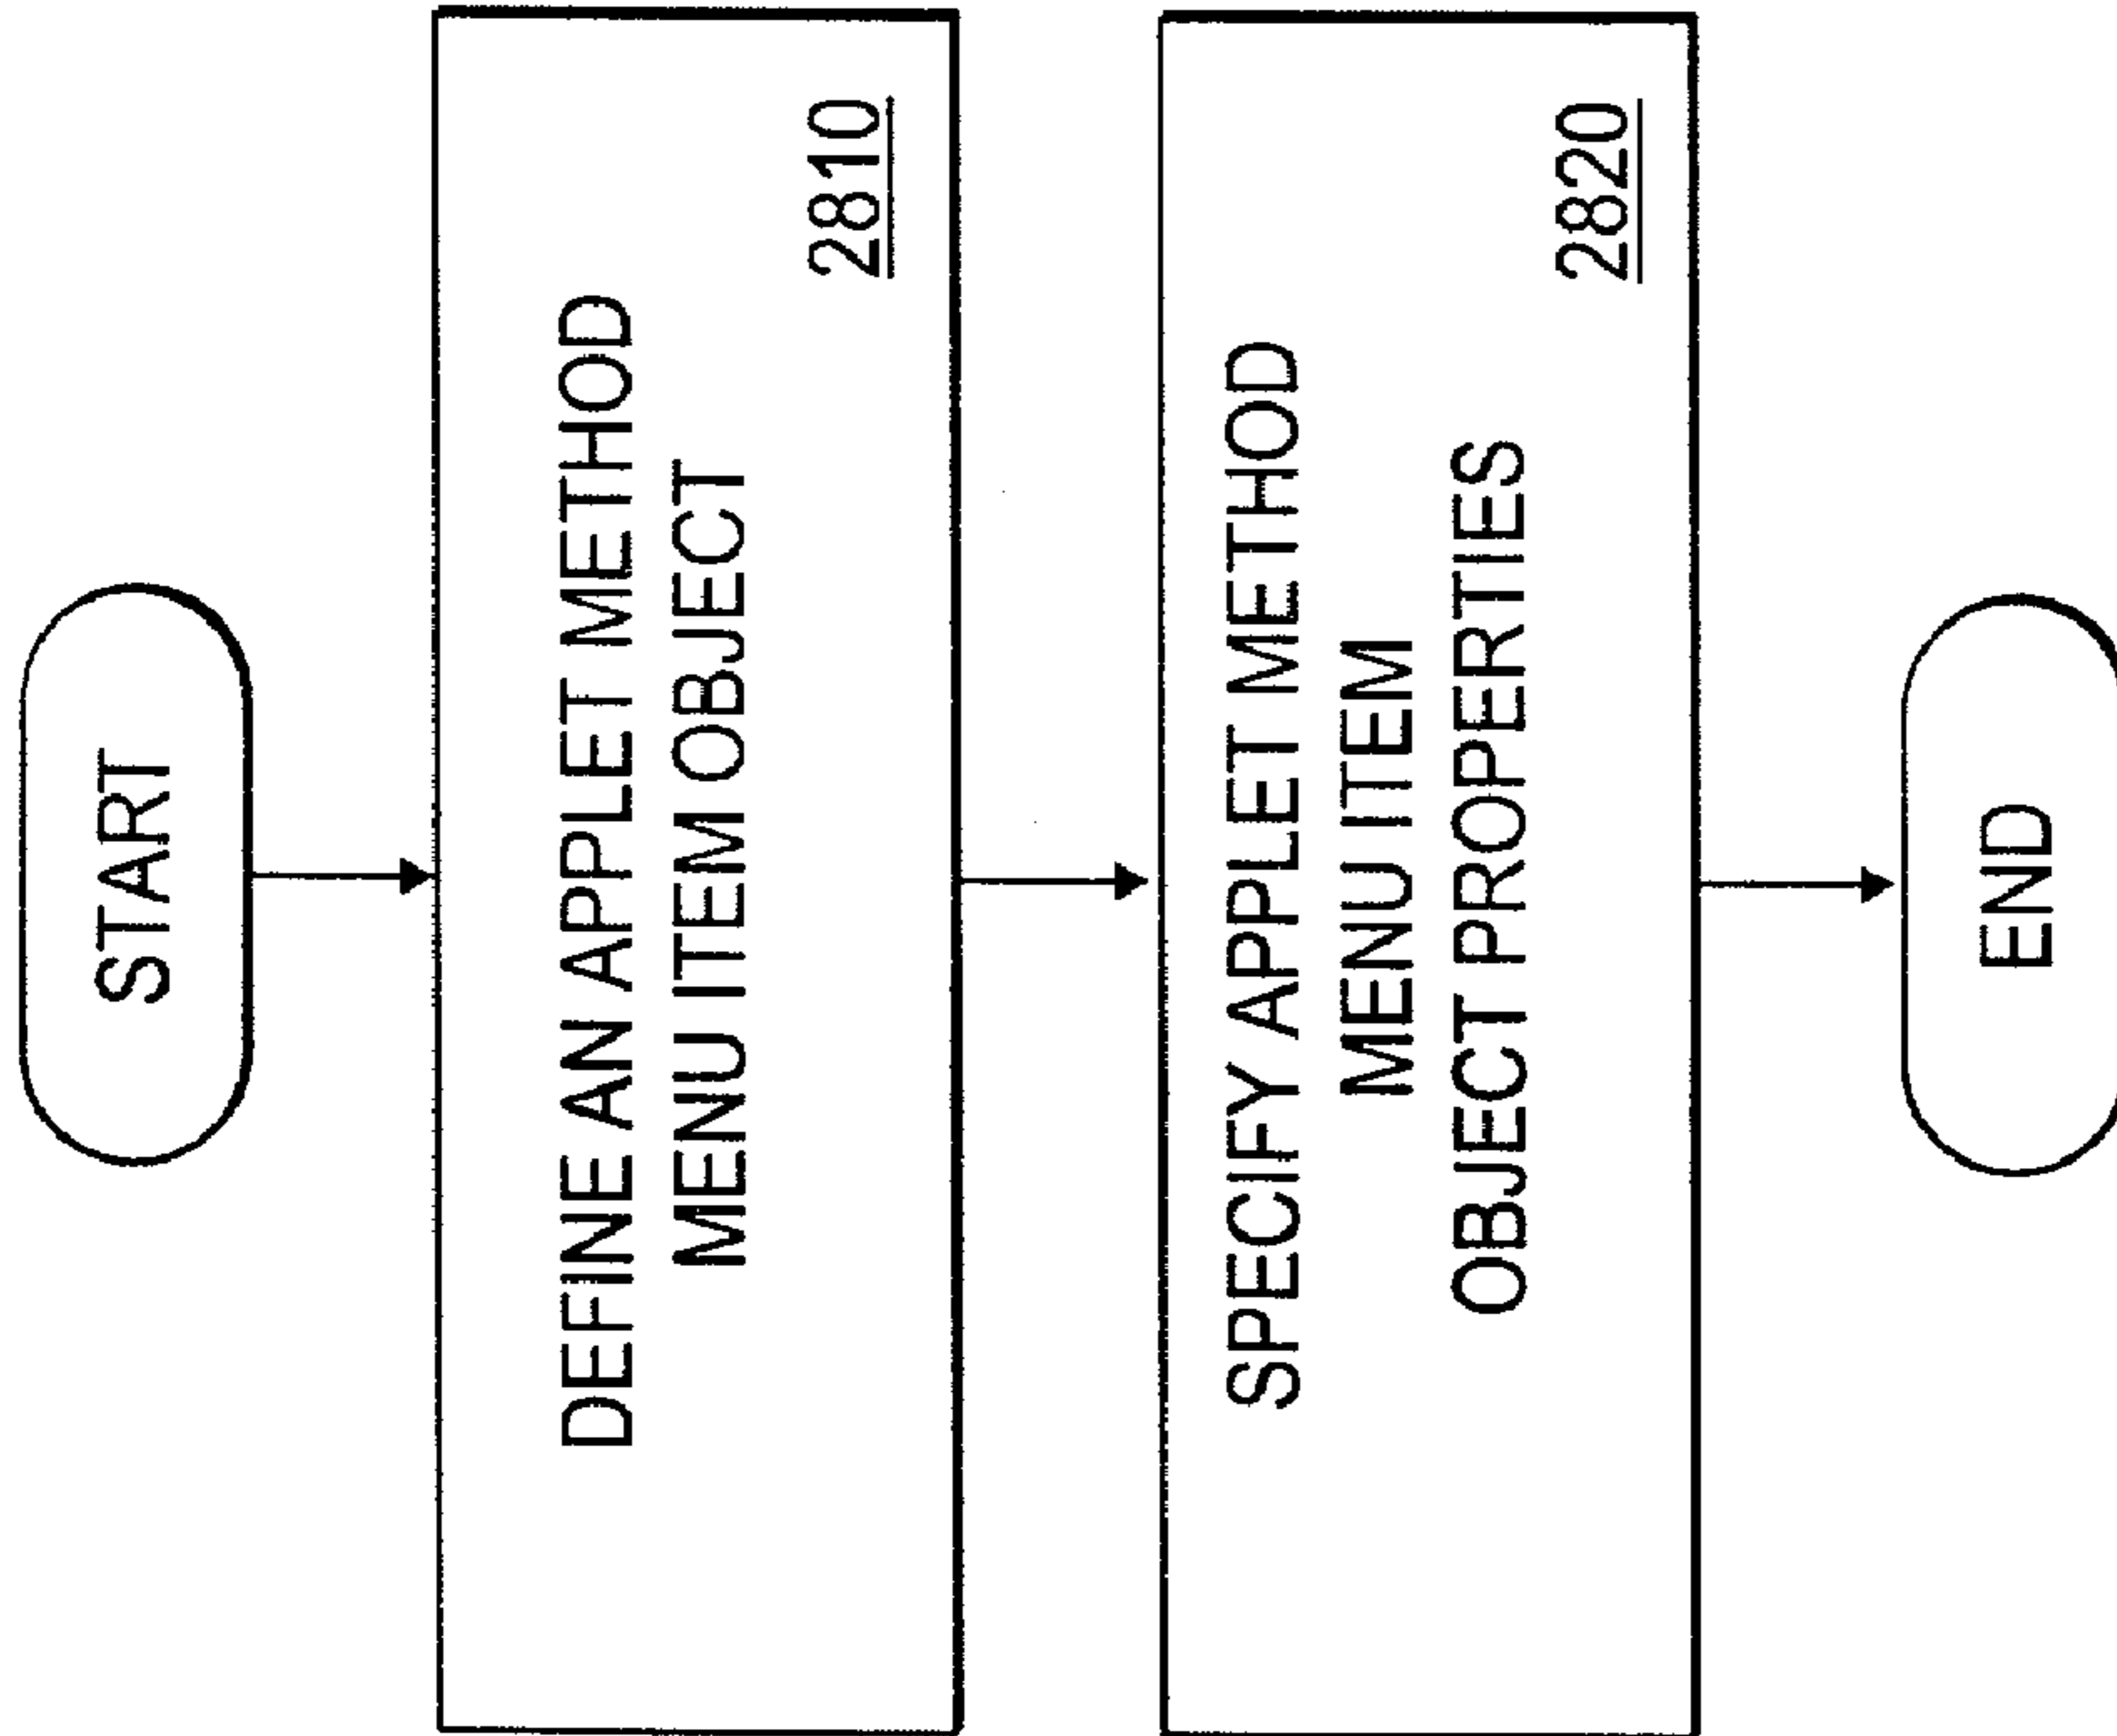 START
DEFINE AN APPLET METHOD
MENU ITEM OBJECT
2810
SPECIFY APPLET METHOD
MENU ITEM
OBJECT PROPERTIES
2820
END